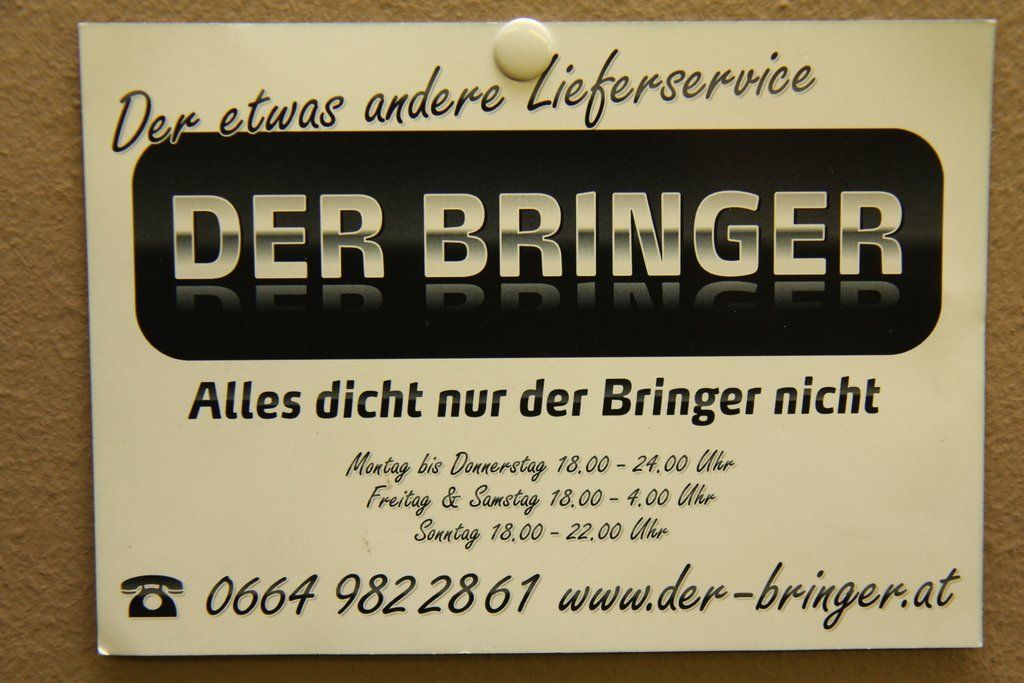 Der etwas andere Lieferservice
DER BRINGER
Alles dicht nur der Bringer nicht
Montag bis Donnerstag 18.00 - 24.00 Uhr
Freitag & Samstag 18.00 - 4.00 Uhr
Sonntag 18.00 - 22.00 Uhr
0664 982 28 61 www.der-bringer.at